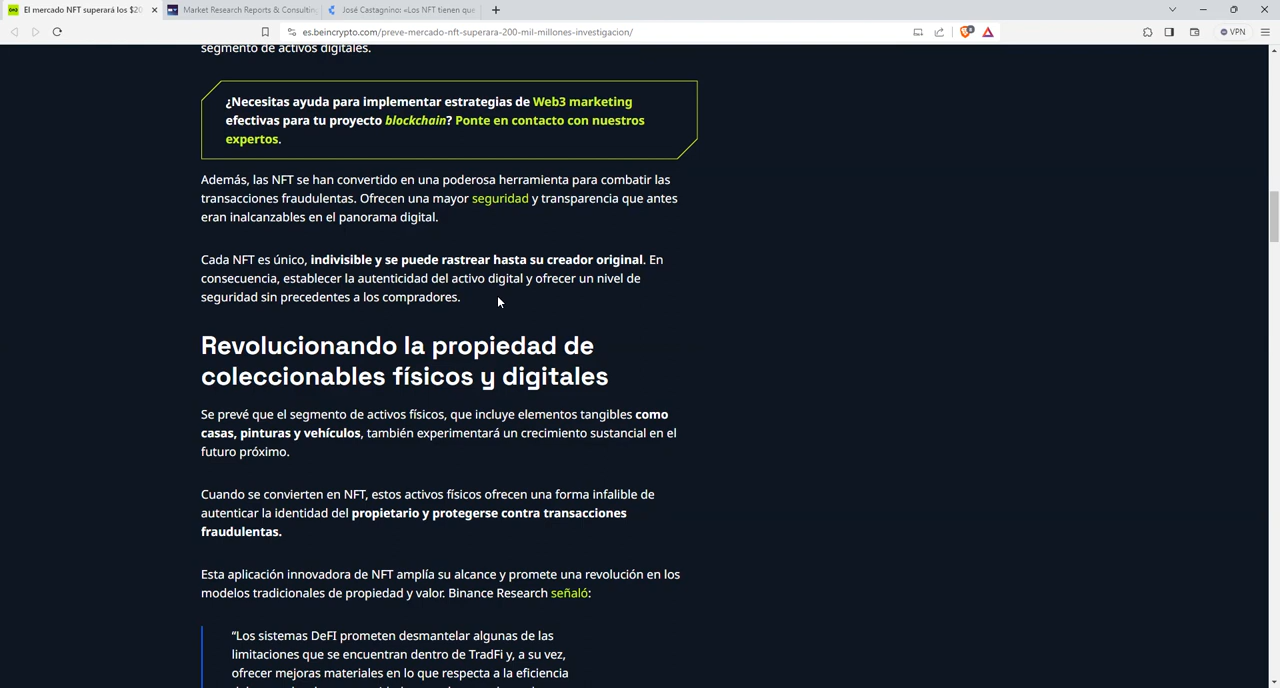 El mercado NFT superará los $20
Market Research Reports & Consulting
José Castagnino: «Los NFT tienen que
es.beincrypto.com/preve-mercado-nft-superara-200-mil-millones-investigacion/
VPN
segmento de activos digitales.
¿Necesitas ayuda para implementar estrategias de Web3 marketing
efectivas para tu proyecto blockchain? Ponte en contacto con nuestros
expertos.
Además, las NFT se han convertido en una poderosa herramienta para combatir las
transacciones fraudulentas. Ofrecen una mayor seguridad y transparencia que antes
eran inalcanzables en el panorama digital.
Cada NFT es único, indivisible y se puede rastrear hasta su creador original. En
consecuencia, establecer la autenticidad del activo digital y ofrecer un nivel de
seguridad sin precedentes a los compradores.
Revolucionando la propiedad de
coleccionables físicos y digitales
Se prevé que el segmento de activos físicos, que incluye elementos tangibles como
casas, pinturas y vehículos, también experimentará un crecimiento sustancial en el
futuro próximo.
Cuando se convierten en NFT, estos activos físicos ofrecen una forma infalible de
autenticar la identidad del propietario y protegerse contra transacciones
fraudulentas.
Esta aplicación innovadora de NFT amplía su alcance y promete una revolución en los
modelos tradicionales de propiedad y valor. Binance Research señaló:
“Los sistemas DeFI prometen desmantelar algunas de las
limitaciones que se encuentran dentro de TradFi y, a su vez,
ofrecer mejoras materiales en lo que respecta a la eficiencia